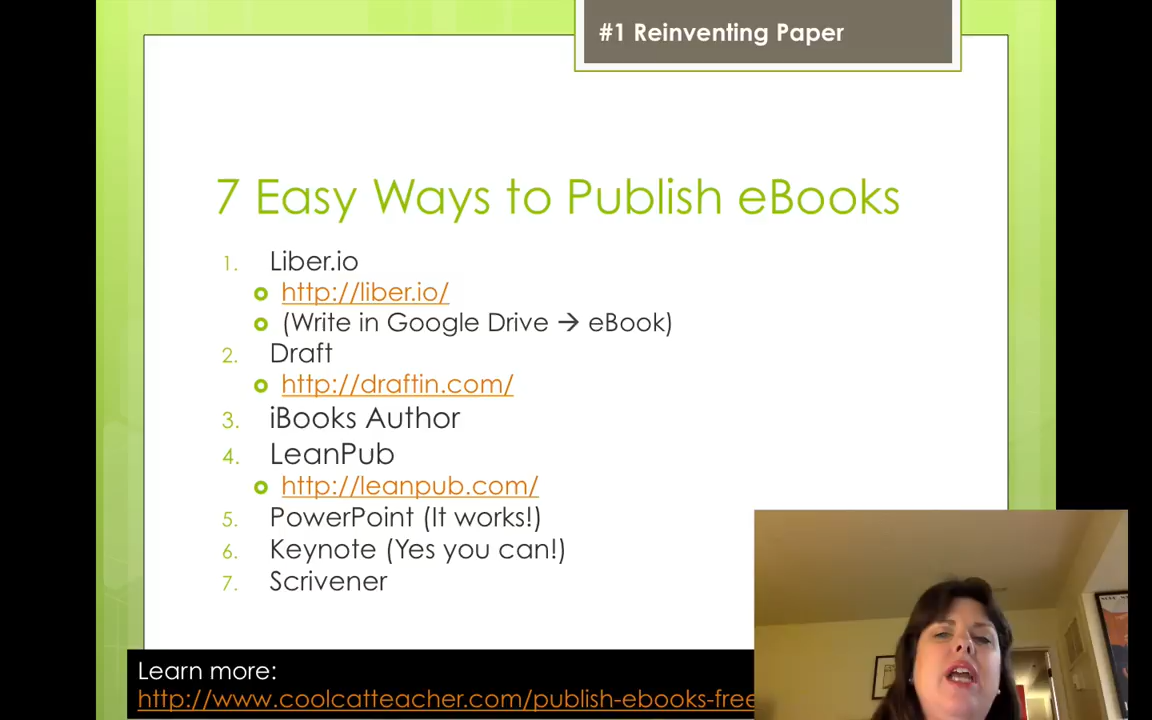 #1 Reinventing Paper
7 Easy Ways to Publish eBooks
1. Liber.io
http://liber.io/
(Write in Google Drive → eBook)
2. Draft
http://draftin.com/
3. iBooks Author
4. LeanPub
http://leanpub.com/
5. PowerPoint (It works!)
6. Keynote (Yes you can!)
7. Scrivener
Learn more:
http://www.coolcatteacher.com/publish-ebooks-free